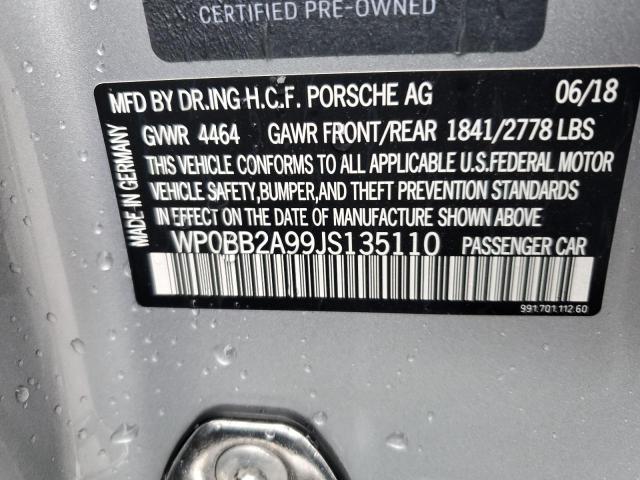 CERTIFIED PRE-OWNED
MFD BY DR.ING H.C.F. PORSCHE AG 06/18
GVWR 4464 GAWR FRONT/REAR 1841/2778 LBS
THIS VEHICLE CONFORMS TO ALL APPLICABLE U.S.FEDERAL MOTOR
VEHICLE SAFETY,BUMPER,AND THEFT PREVENTION STANDARDS
IN EFFECT ON THE DATE OF MANUFACTURE SHOWN ABOVE
WP0BB2A99JS135110 PASSENGER CAR
MADE IN GERMANY
991.701.112.60